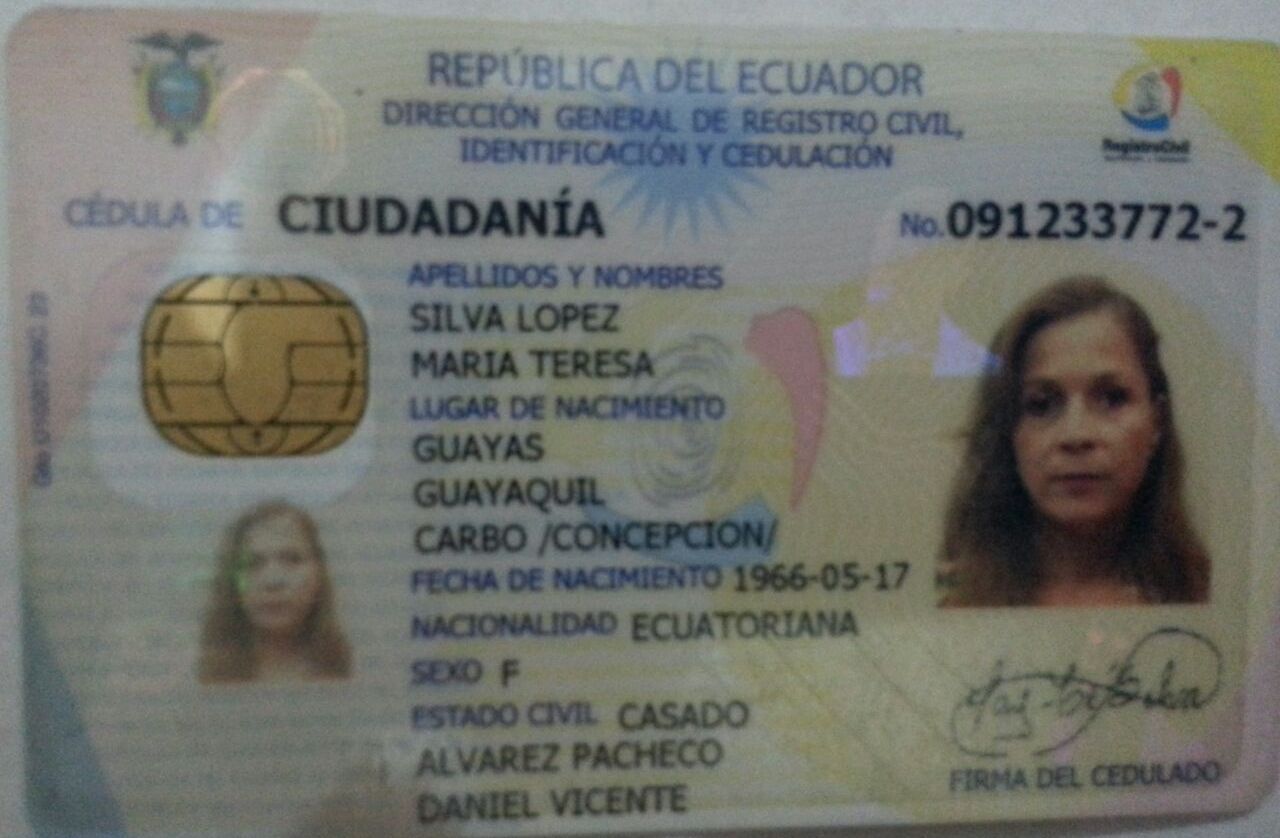 REPÚBLICA DEL ECUADOR
DIRECCIÓN GENERAL DE REGISTRO CIVIL,
IDENTIFICACIÓN Y CEDULACIÓN
RegistroCivil
CÉDULA DE CIUDADANÍA
No. 091233772-2
APELLIDOS Y NOMBRES
SILVA LOPEZ
MARIA TERESA
LUGAR DE NACIMIENTO
GUAYAS
GUAYAQUIL
CARBO /CONCEPCION/
FECHA DE NACIMIENTO 1966-05-17
NACIONALIDAD ECUATORIANA
SEXO F
ESTADO CIVIL CASADO
ALVAREZ PACHECO
DANIEL VICENTE
FIRMA DEL CEDULADO